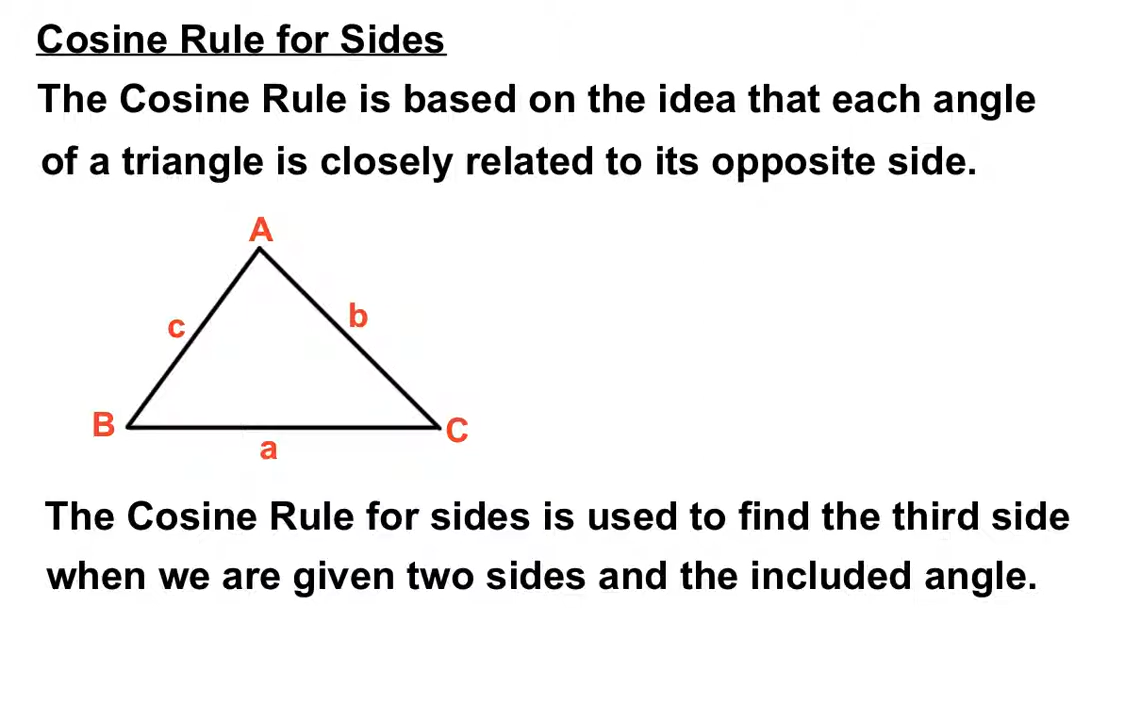 Cosine Rule for Sides
The Cosine Rule is based on the idea that each angle
of a triangle is closely related to its opposite side.
A
c
b
B
C
a
The Cosine Rule for sides is used to find the third side
when we are given two sides and the included angle.